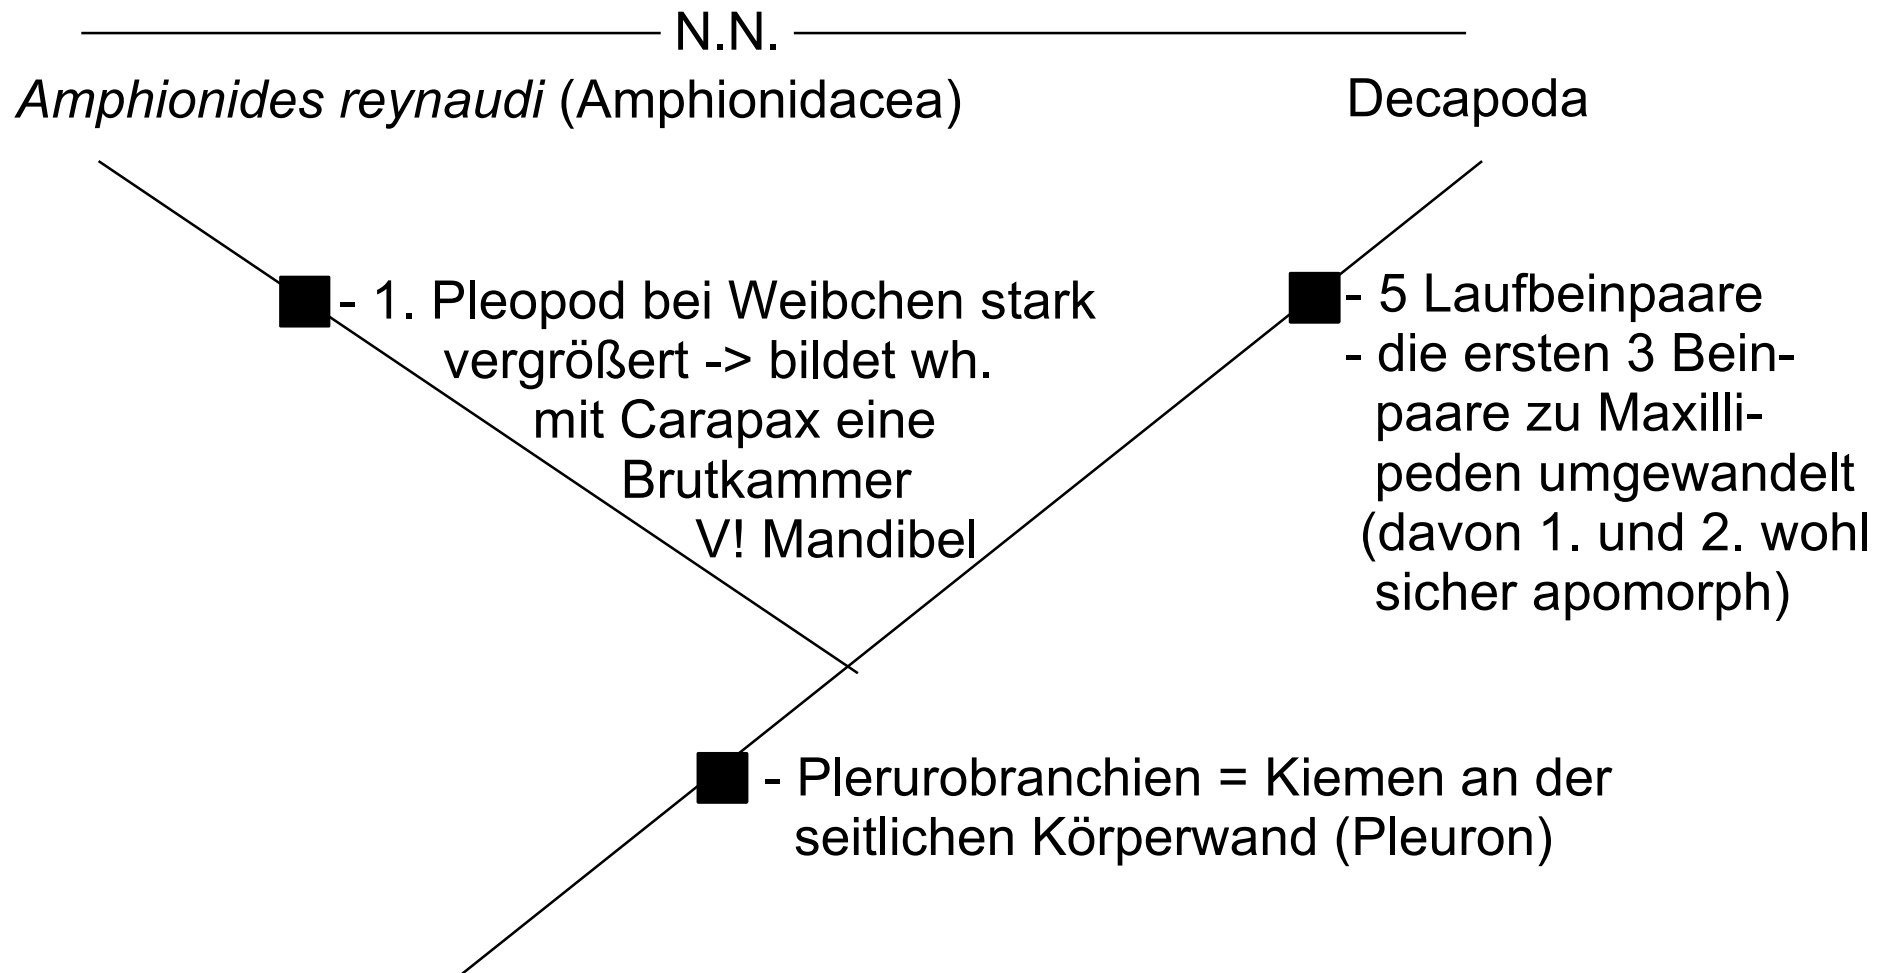 N.N.
Amphionides reynaudi (Amphionidacea)
Decapoda
- 1. Pleopod bei Weibchen stark
vergrößert -> bildet wh.
mit Carapax eine
Brutkammer
V! Mandibel
- 5 Laufbeinpaare
- die ersten 3 Bein-
paare zu Maxilli-
peden umgewandelt
(davon 1. und 2. wohl
sicher apomorph)
- Plerurobranchien = Kiemen an der
seitlichen Körperwand (Pleuron)